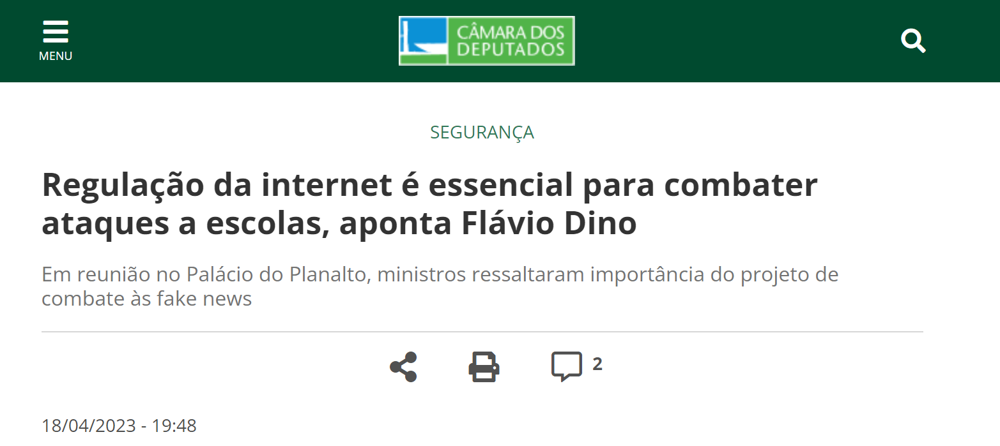 MENU
CÂMARA DOS
DEPUTADOS
SEGURANÇA
Regulação da internet é essencial para combater
ataques a escolas, aponta Flávio Dino
Em reunião no Palácio do Planalto, ministros ressaltaram importância do projeto de
combate às fake news
2
18/04/2023 - 19:48